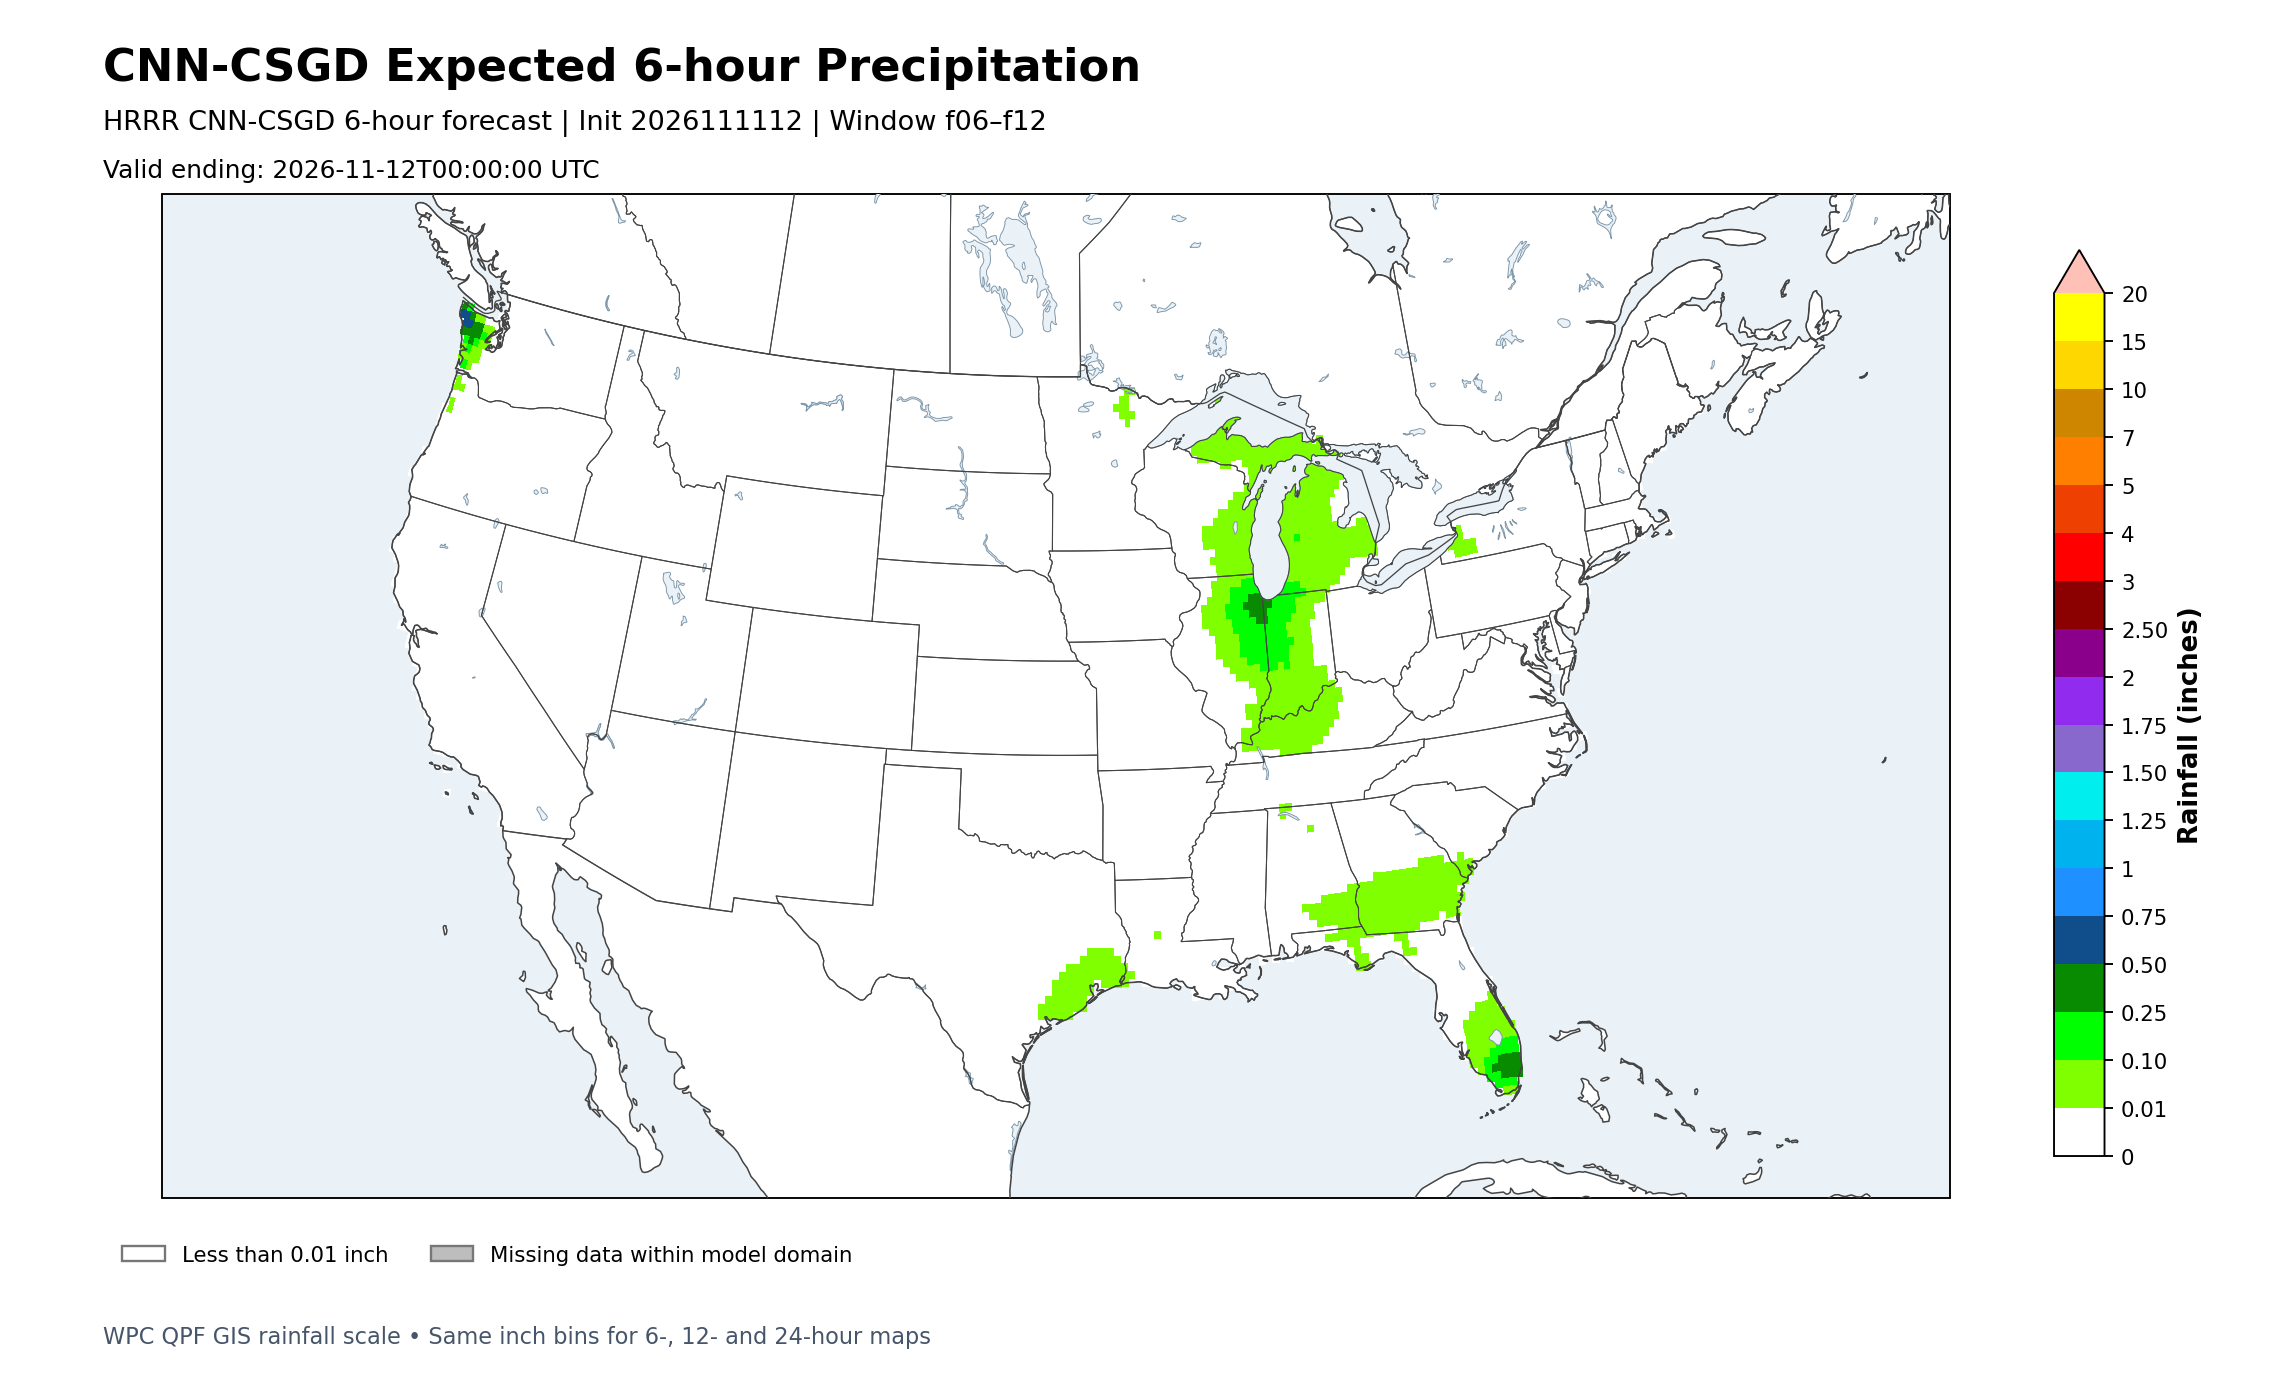 CNN-CSGD Expected 6-hour Precipitation
HRRR CNN-CSGD 6-hour forecast | Init 2026111112 | Window f06–f12
Valid ending: 2026-11-12T00:00:00 UTC
20
15
10
7
5
4
3
2.50
2
1.75
1.50
1.25
1
0.75
0.50
0.25
0.10
0.01
0
Rainfall (inches)
Less than 0.01 inch
Missing data within model domain
WPC QPF GIS rainfall scale • Same inch bins for 6-, 12- and 24-hour maps